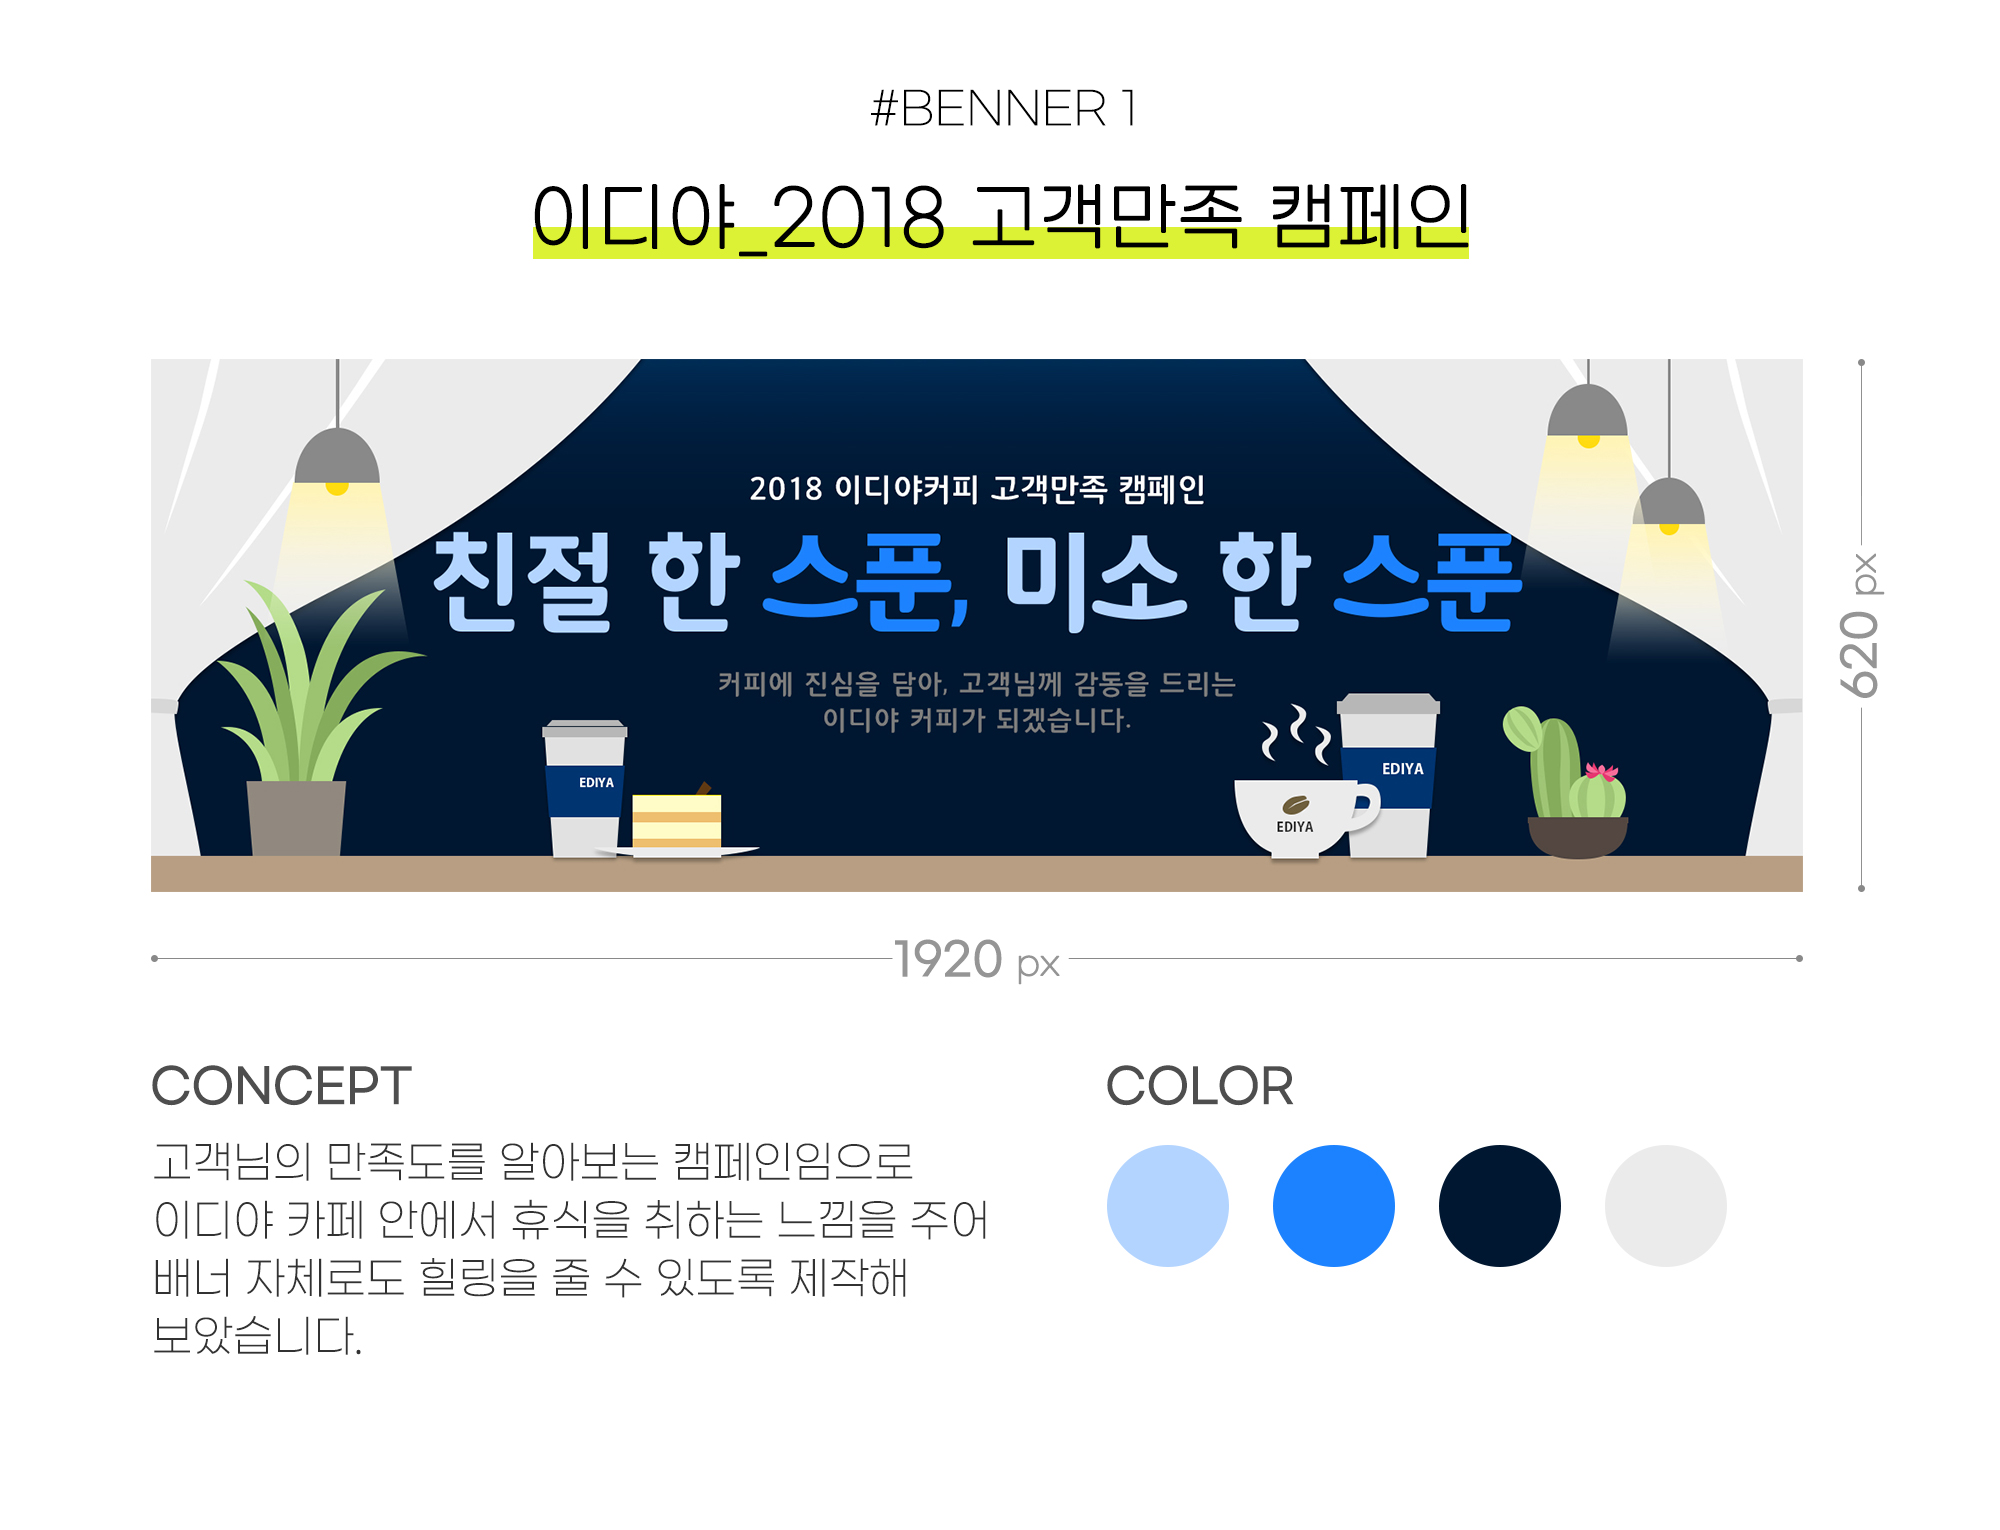 #BENNER 1
이디야_2018 고객만족 캠페인
2018 이디야커피 고객만족 캠페인
친절 한 스푼, 미소 한 스푼
커피에 진심을 담아, 고객님께 감동을 드리는
이디야 커피가 되겠습니다.
EDIYA
EDIYA
EDIYA
620 px
1920 px
CONCEPT
고객님의 만족도를 알아보는 캠페인임으로
이디야 카페 안에서 휴식을 취하는 느낌을 주어
배너 자체로도 힐링을 줄 수 있도록 제작해
보았습니다.
COLOR